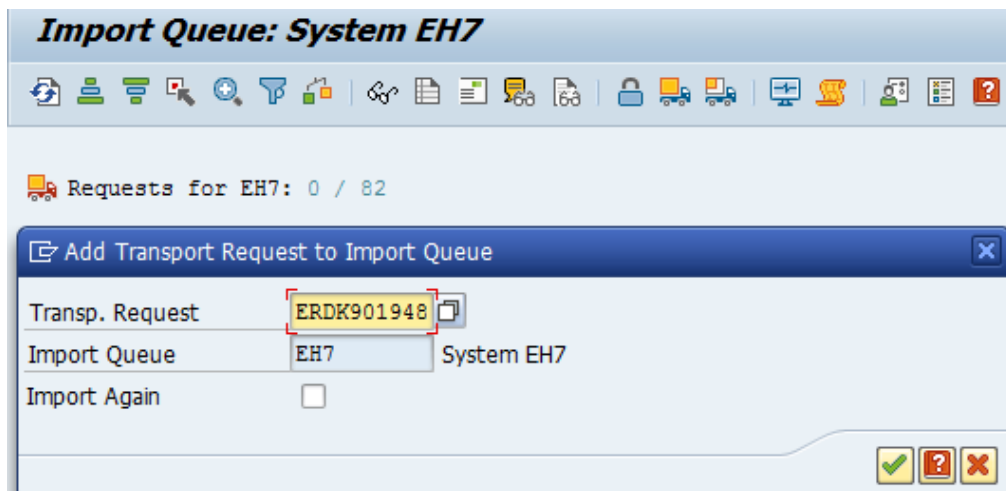 Import Queue: System EH7
Requests for EH7: 0 / 82
Add Transport Request to Import Queue
Transp. Request ERDK901948
Import Queue EH7 System EH7
Import Again